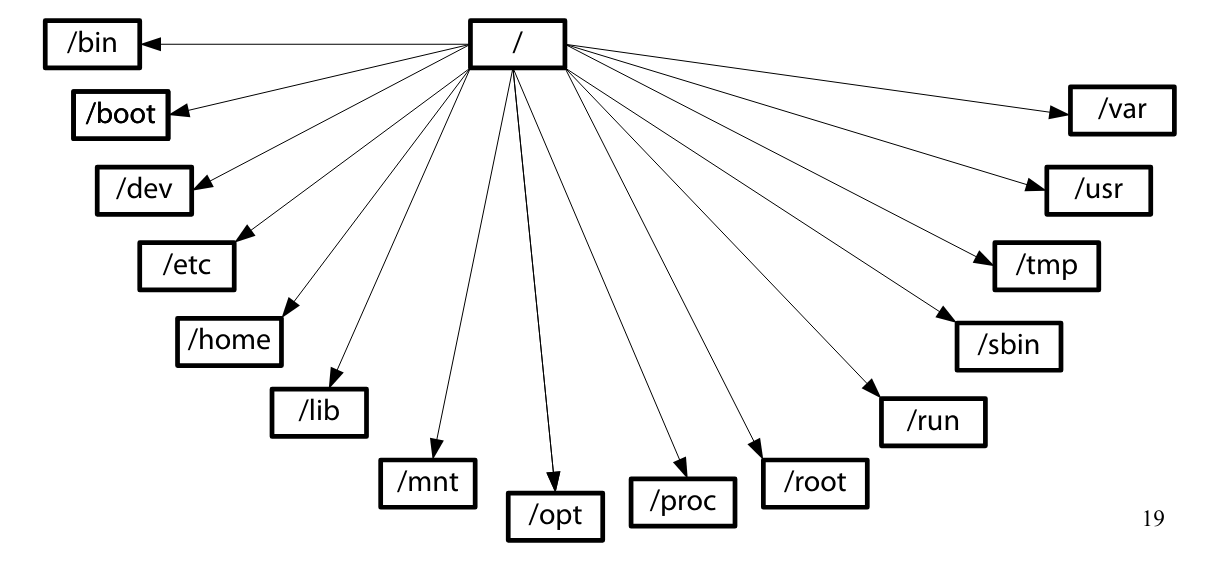 /
/bin
/boot
/dev
/etc
/home
/lib
/mnt
/opt
/proc
/root
/run
/sbin
/tmp
/usr
/var
19